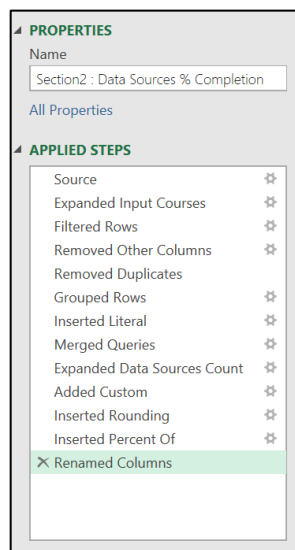 PROPERTIES
Name
Section2 : Data Sources % Completion
All Properties
APPLIED STEPS
Source
Expanded Input Courses
Filtered Rows
Removed Other Columns
Removed Duplicates
Grouped Rows
Inserted Literal
Merged Queries
Expanded Data Sources Count
Added Custom
Inserted Rounding
Inserted Percent Of
Renamed Columns